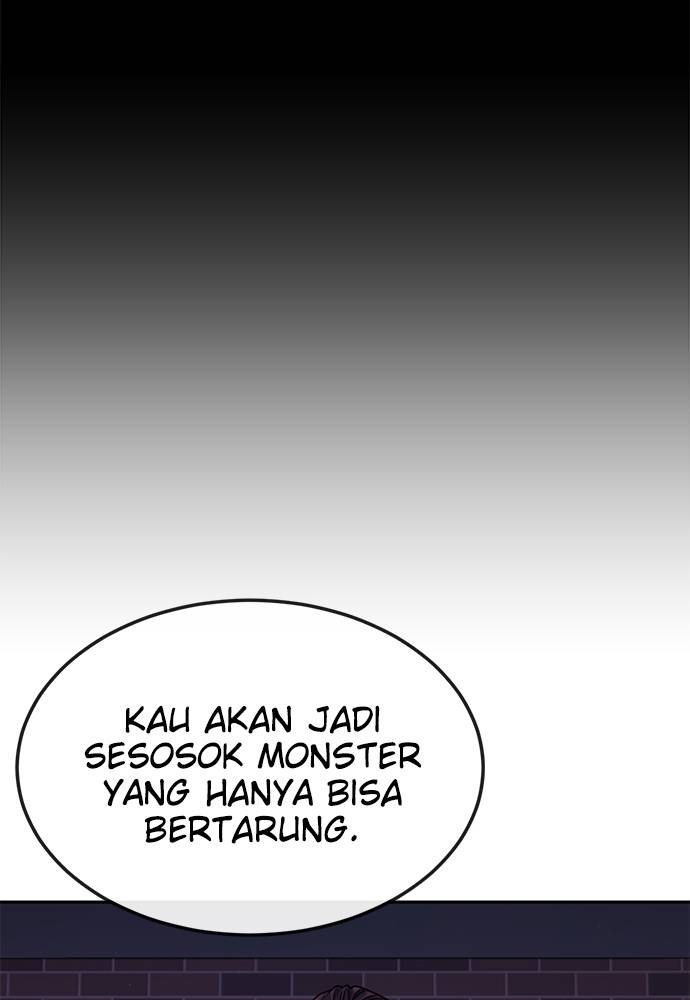 KAU AKAN JADI
SESOSOK MONSTER
YANG HANYA BISA
BERTARUNG.